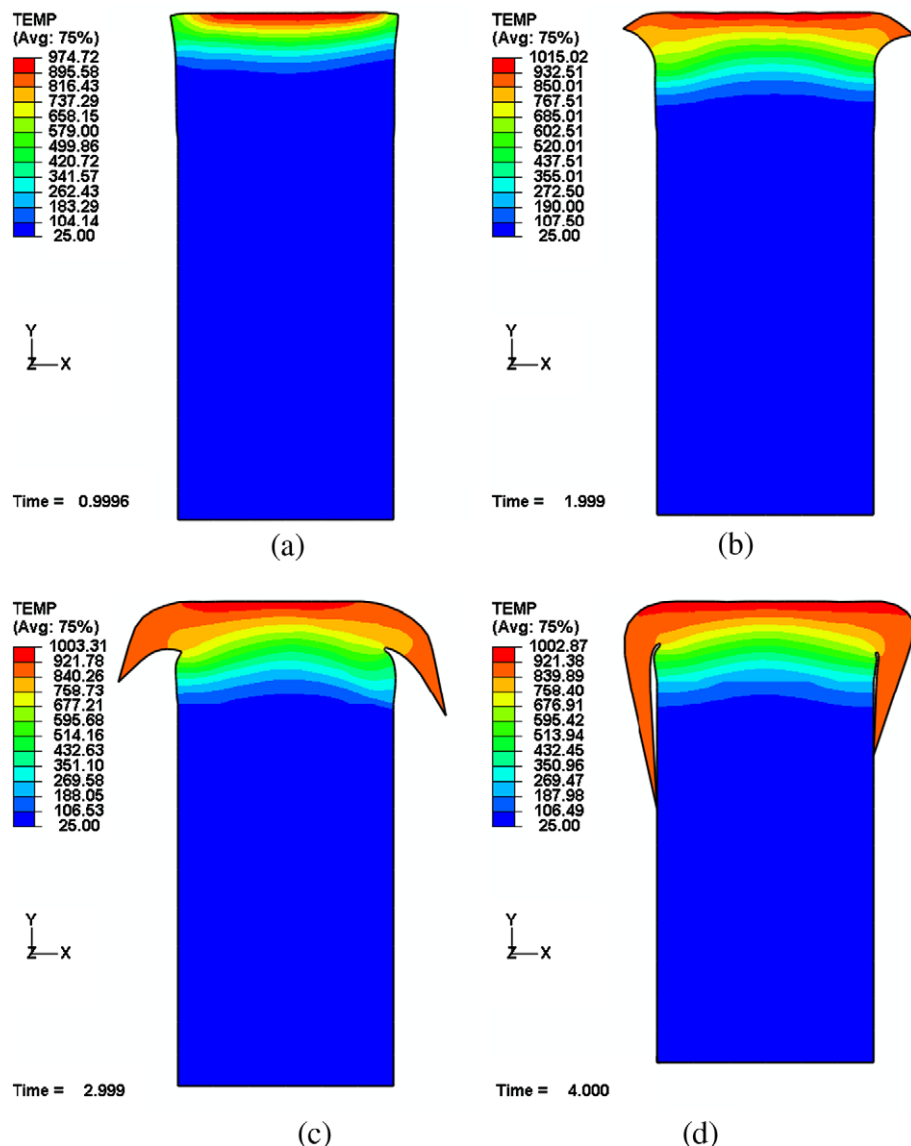 TEMP
(Avg: 75%)
974.72
895.58
816.43
737.29
658.15
579.00
499.86
420.72
341.57
262.43
183.29
104.14
25.00
Y
Z X
Time = 0.9996
(a)
TEMP
(Avg: 75%)
1015.02
932.51
850.01
767.51
685.01
602.51
520.01
437.51
355.01
272.50
190.00
107.50
25.00
Y
Z X
Time = 1.999
(b)
TEMP
(Avg: 75%)
1003.31
921.78
840.26
758.73
677.21
595.68
514.16
432.63
351.10
269.58
188.05
106.53
25.00
Y
Z X
Time = 2.999
(c)
TEMP
(Avg: 75%)
1002.87
921.38
839.89
758.40
676.91
595.42
513.94
432.45
350.96
269.47
187.98
106.49
25.00
Y
Z X
Time = 4.000
(d)